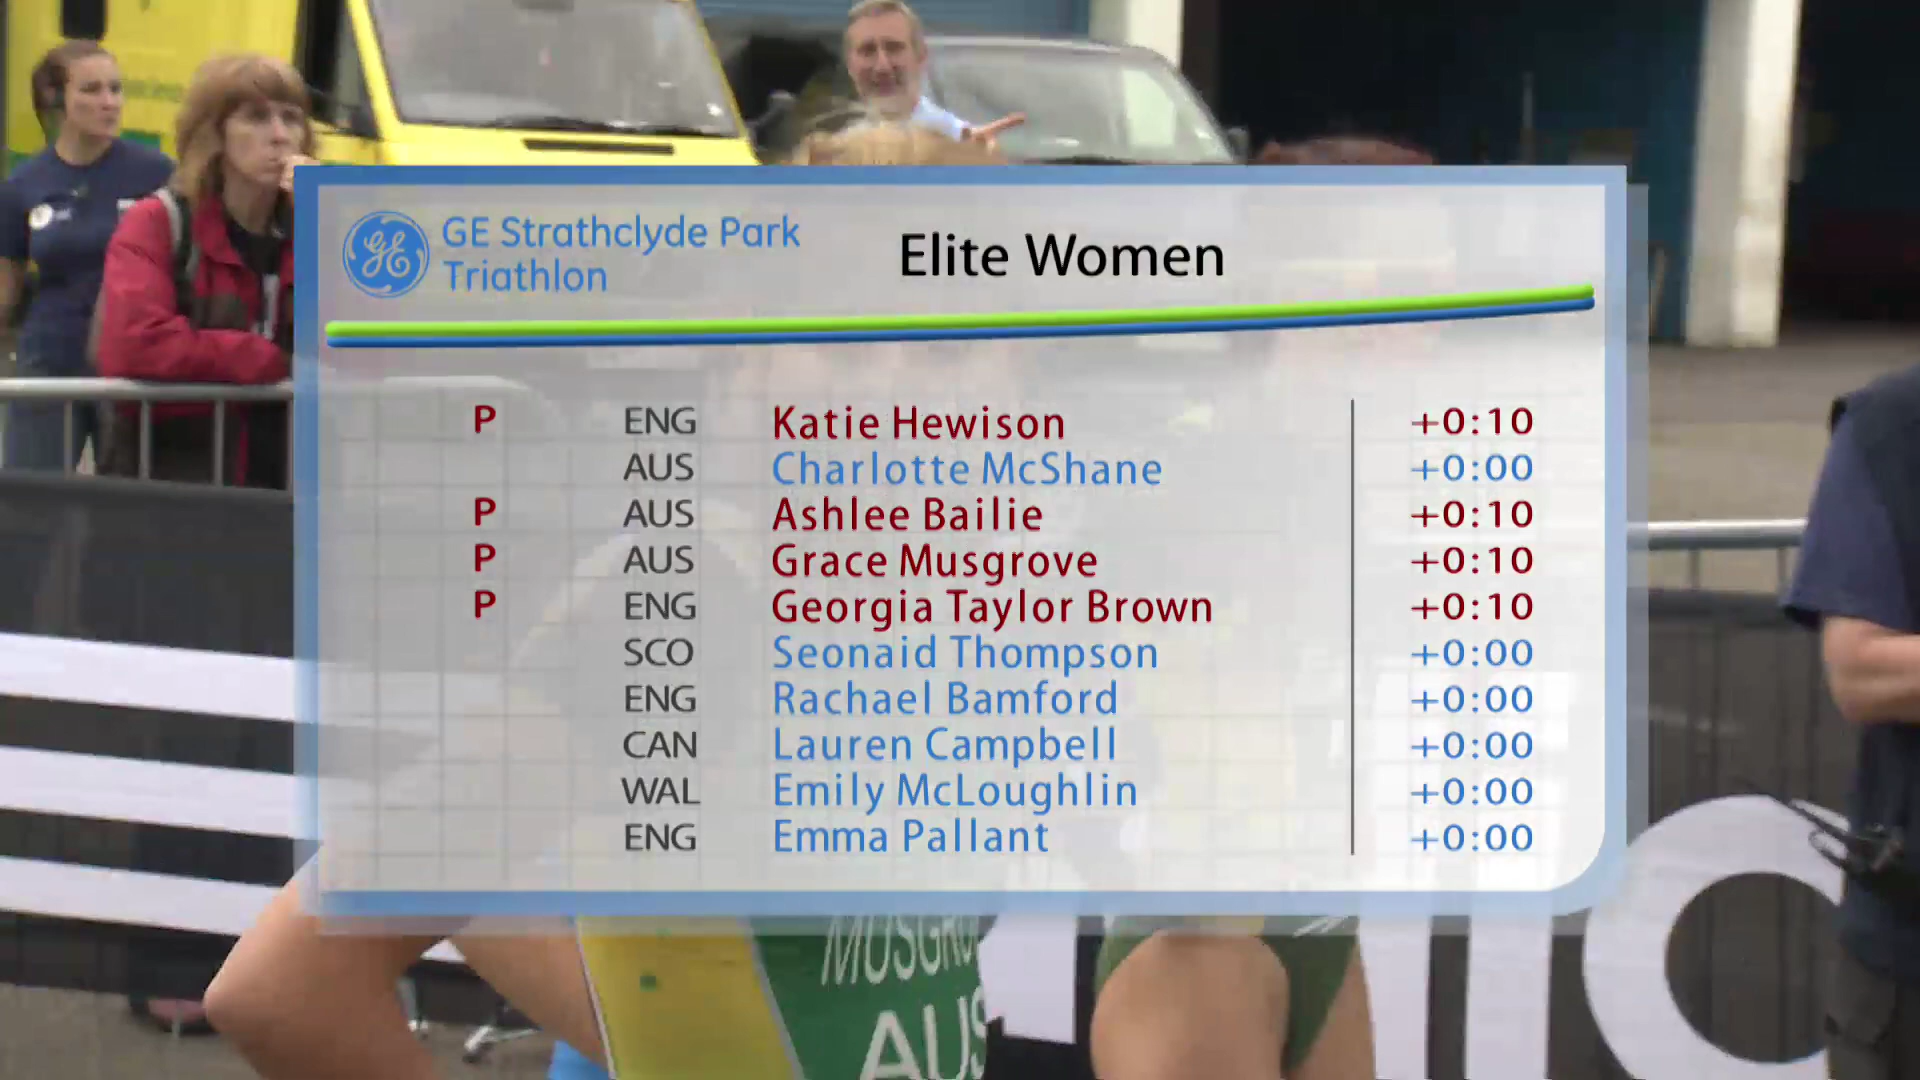 GE Strathclyde Park
Triathlon
Elite Women
P ENG Katie Hewison +0:10
AUS Charlotte McShane +0:00
P AUS Ashlee Bailie +0:10
P AUS Grace Musgrove +0:10
P ENG Georgia Taylor Brown +0:10
SCO Seonaid Thompson +0:00
ENG Rachael Bamford +0:00
CAN Lauren Campbell +0:00
WAL Emily McLoughlin +0:00
ENG Emma Pallant +0:00
AUS